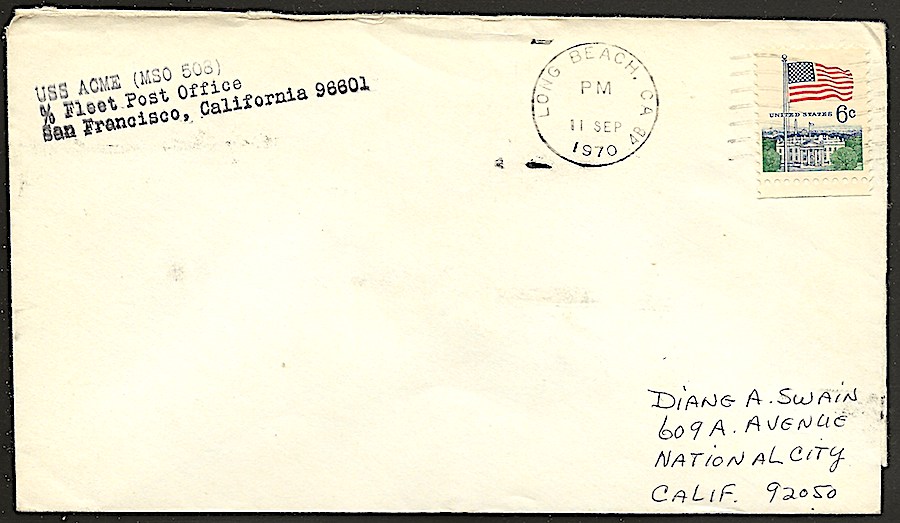 USS ACME (MSO 508)
℅ Fleet Post Office
San Francisco, California 96601
LONG BEACH, CA
PM
11 SEP
1970
4B
UNITED STATES 6c
DIANE A. SWAIN
609 A. AVENUE
NATIONAL CITY
CALIF. 92050